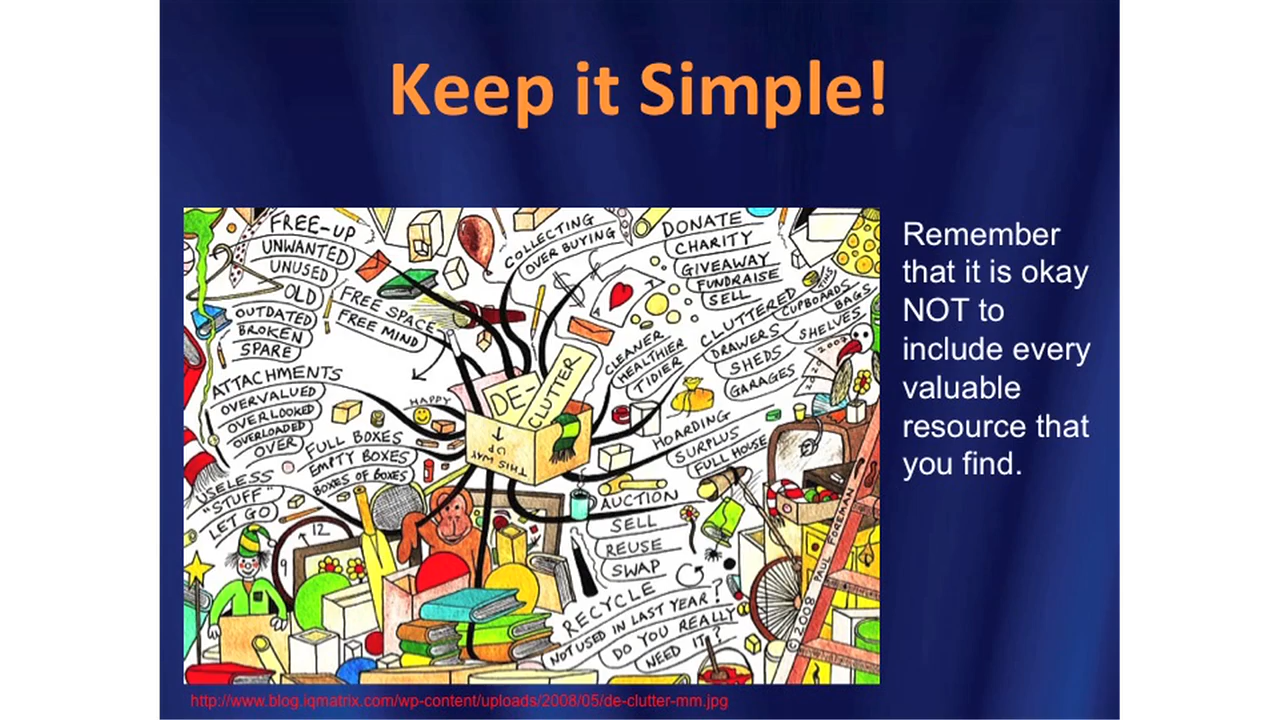 Keep it Simple!
FREE-UP
UNWANTED
UNUSED
OLD
OUTDATED
BROKEN
SPARE
FREE SPACE
FREE MIND
COLLECTING
OVER BUYING
DONATE
CHARITY
GIVEAWAY
FUNDRAISE
SELL
CLUTTERED
DRAWERS
SHEDS
GARAGES
CUPBOARDS
BAGS
SHELVES
CLEANER
HEALTHIER
TIDIER
ATTACHMENTS
OVERVALUED
OVERLOOKED
OVERLOADED
OVER
HAPPY
DE-
CLUTTER
THIS WAY
UP
FULL BOXES
EMPTY BOXES
BOXES OF BOXES
HOARDING
SURPLUS
FULL HOUSE
USELESS
"STUFF"
LET GO
AUCTION
SELL
REUSE
SWAP
RECYCLE
NOT USED IN LAST YEAR?
DO YOU REALLY
NEED IT?
12
9
2007
© 2008 PAUL FOREMAN
Remember
that it is okay
NOT to
include every
valuable
resource that
you find.
http://www.blog.iqmatrix.com/wp-content/uploads/2008/05/de-clutter-mm.jpg